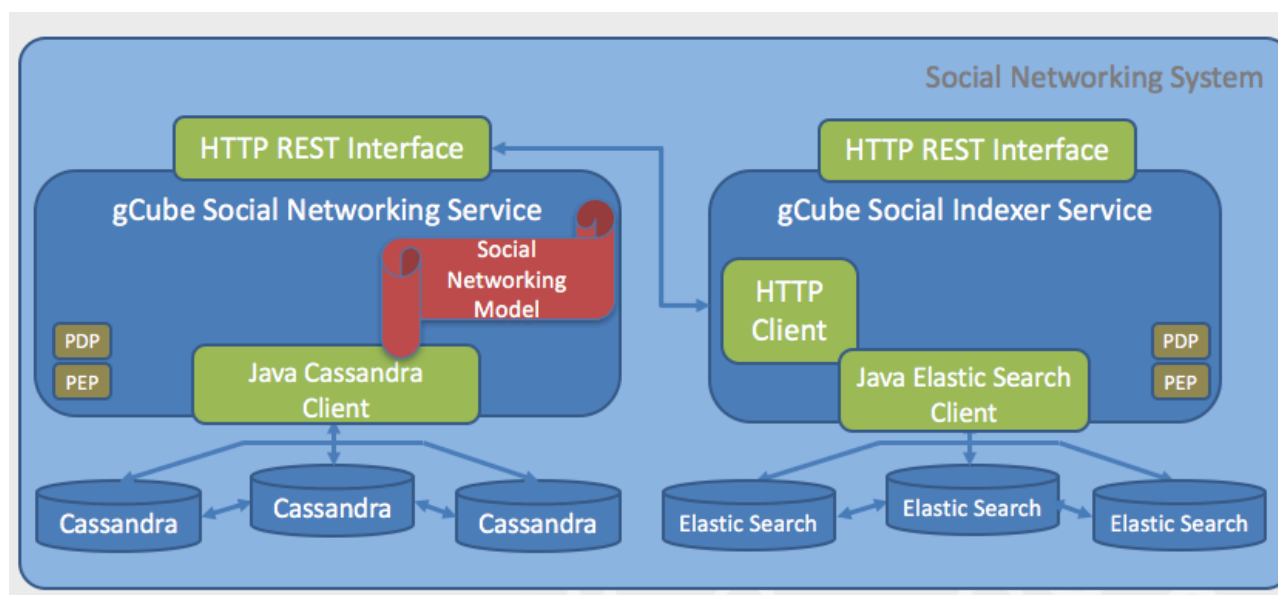 Social Networking System
HTTP REST Interface
gCube Social Networking Service
Social
Networking
Model
PDP
PEP
Java Cassandra
Client
Cassandra
Cassandra
Cassandra
HTTP REST Interface
gCube Social Indexer Service
HTTP
Client
PDP
PEP
Java Elastic Search
Client
Elastic Search
Elastic Search
Elastic Search